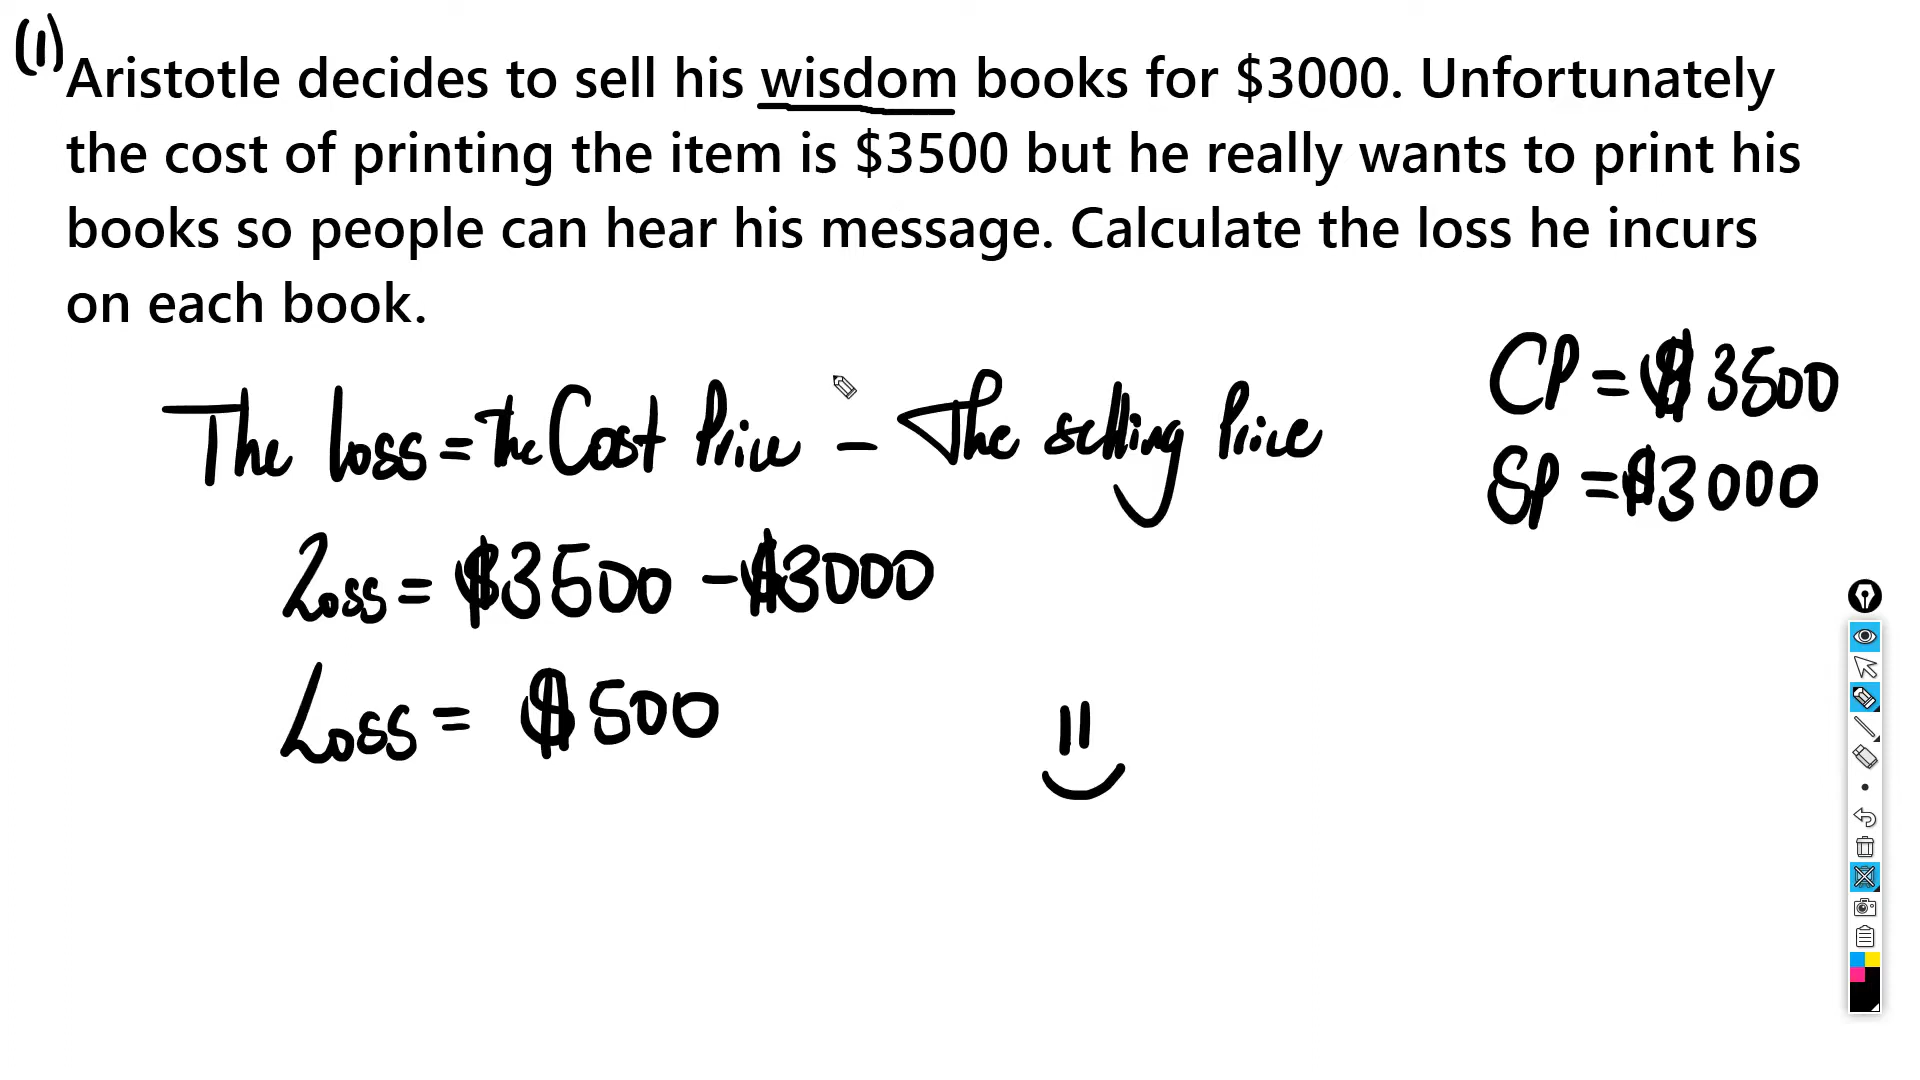 (1)
Aristotle decides to sell his wisdom books for $3000. Unfortunately
the cost of printing the item is $3500 but he really wants to print his
books so people can hear his message. Calculate the loss he incurs
on each book.
The loss = The Cost Price - The selling Price
CP = $3500
SP = $3000
Loss = $3500 - $3000
Loss = $500